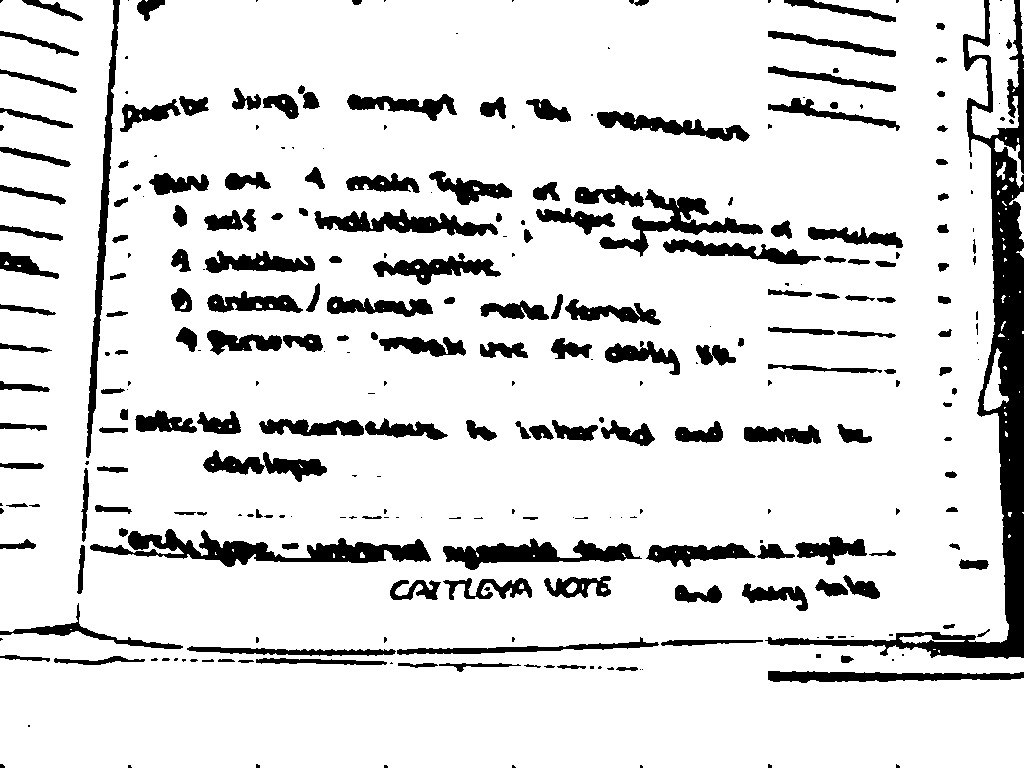 Describe Jung's concept of the unconscious
- There are 4 main types of archetype
1) self - 'individuation' ; unique combination of conscious
and unconscious
2) shadow - negative
3) anima / animus - male / female
4) Persona - 'mask use for daily life'
collected unconscious is inherited and cannot be
develope
archytype - universal symbols than appears in myths
and fairy tales
CATTLEYA VOTE